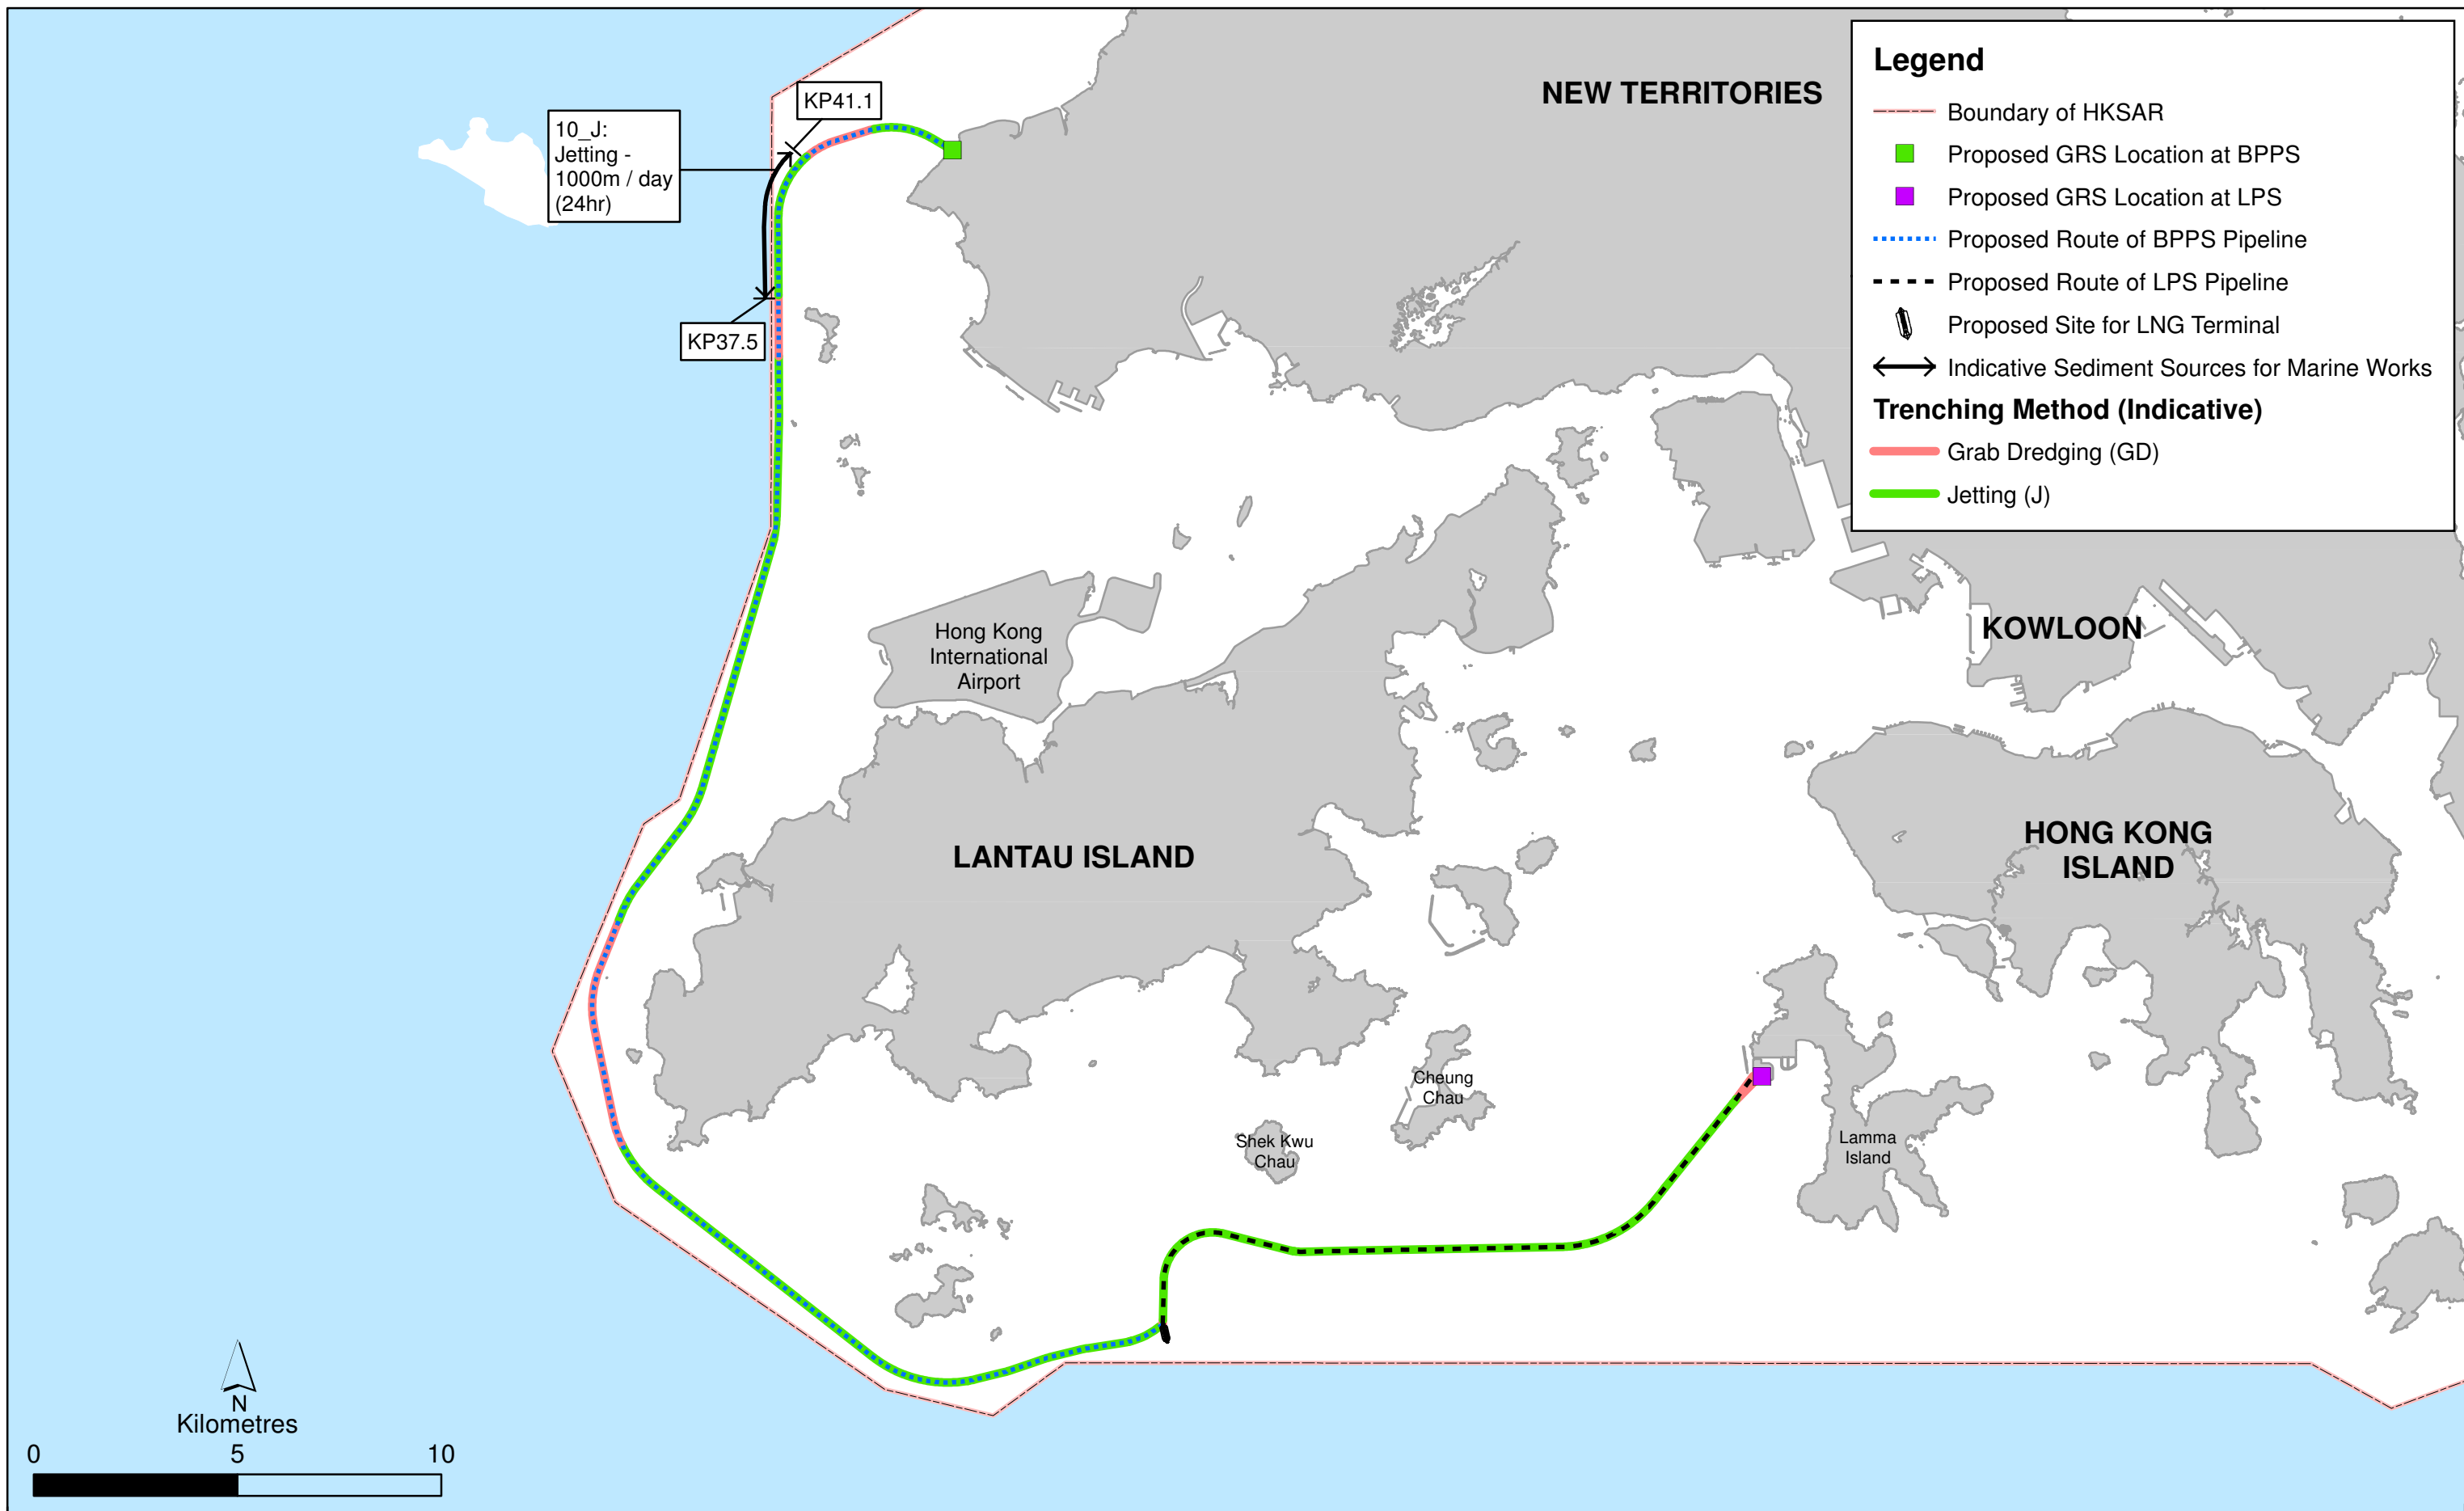 KP41.1
10_J:
Jetting -
1000m / day
(24hr)
KP37.5
NEW TERRITORIES
Legend
Boundary of HKSAR
Proposed GRS Location at BPPS
Proposed GRS Location at LPS
Proposed Route of BPPS Pipeline
Proposed Route of LPS Pipeline
Proposed Site for LNG Terminal
Indicative Sediment Sources for Marine Works
Trenching Method (Indicative)
Grab Dredging (GD)
Jetting (J)
Hong Kong
International
Airport
KOWLOON
LANTAU ISLAND
HONG KONG
ISLAND
Cheung
Chau
Shek Kwu
Chau
Lamma
Island
N
Kilometres
0 5 10